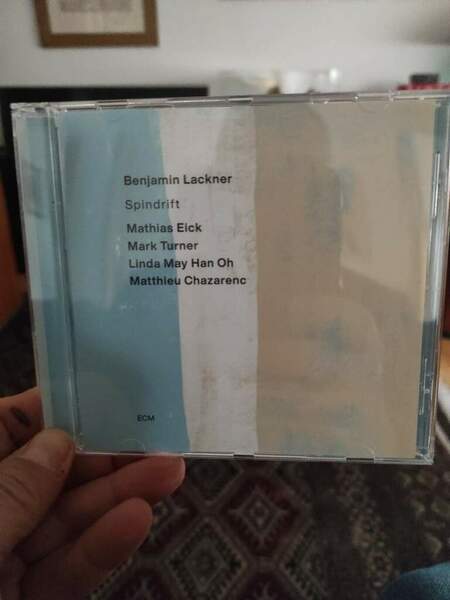 Benjamin Lackner
Spindrift
Mathias Eick
Mark Turner
Linda May Han Oh
Matthieu Chazarenc
ECM